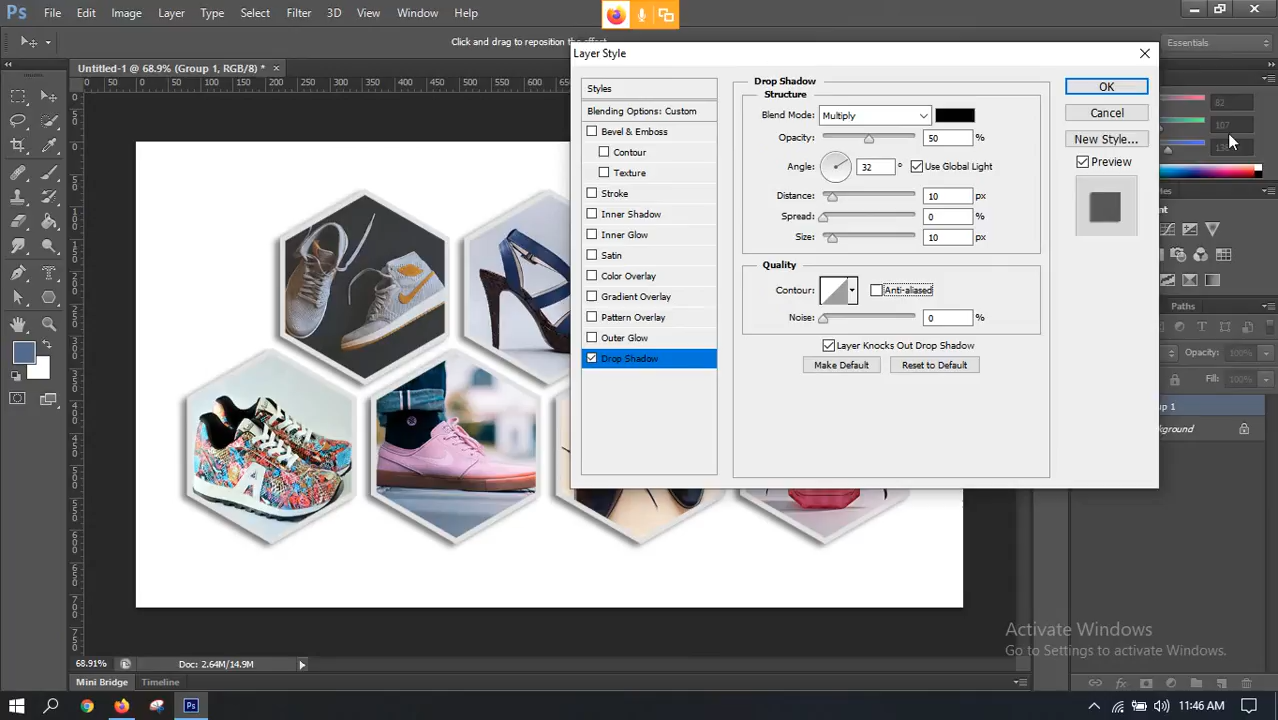 Ps File Edit Image Layer Type Select Filter 3D View Window Help
Click and drag to reposition the effect. Essentials
Untitled-1 @ 68.9% (Group 1, RGB/8) * ×
Layer Style
Styles
Blending Options: Custom
Bevel & Emboss
Contour
Texture
Stroke
Inner Shadow
Inner Glow
Satin
Color Overlay
Gradient Overlay
Pattern Overlay
Outer Glow
Drop Shadow
Drop Shadow
Structure
Blend Mode: Multiply
Opacity: 50 %
Angle: 32 ° Use Global Light
Distance: 10 px
Spread: 0 %
Size: 10 px
Quality
Contour: Anti-aliased
Noise: 0 %
Layer Knocks Out Drop Shadow
Make Default Reset to Default
OK
Cancel
New Style...
Preview
82
107
Paths
Opacity: 100%
Fill: 100%
A
Activate Windows
Go to Settings to activate Windows.
68.91% Doc: 2.64M/14.9M
Mini Bridge Timeline
Ps 11:46 AM